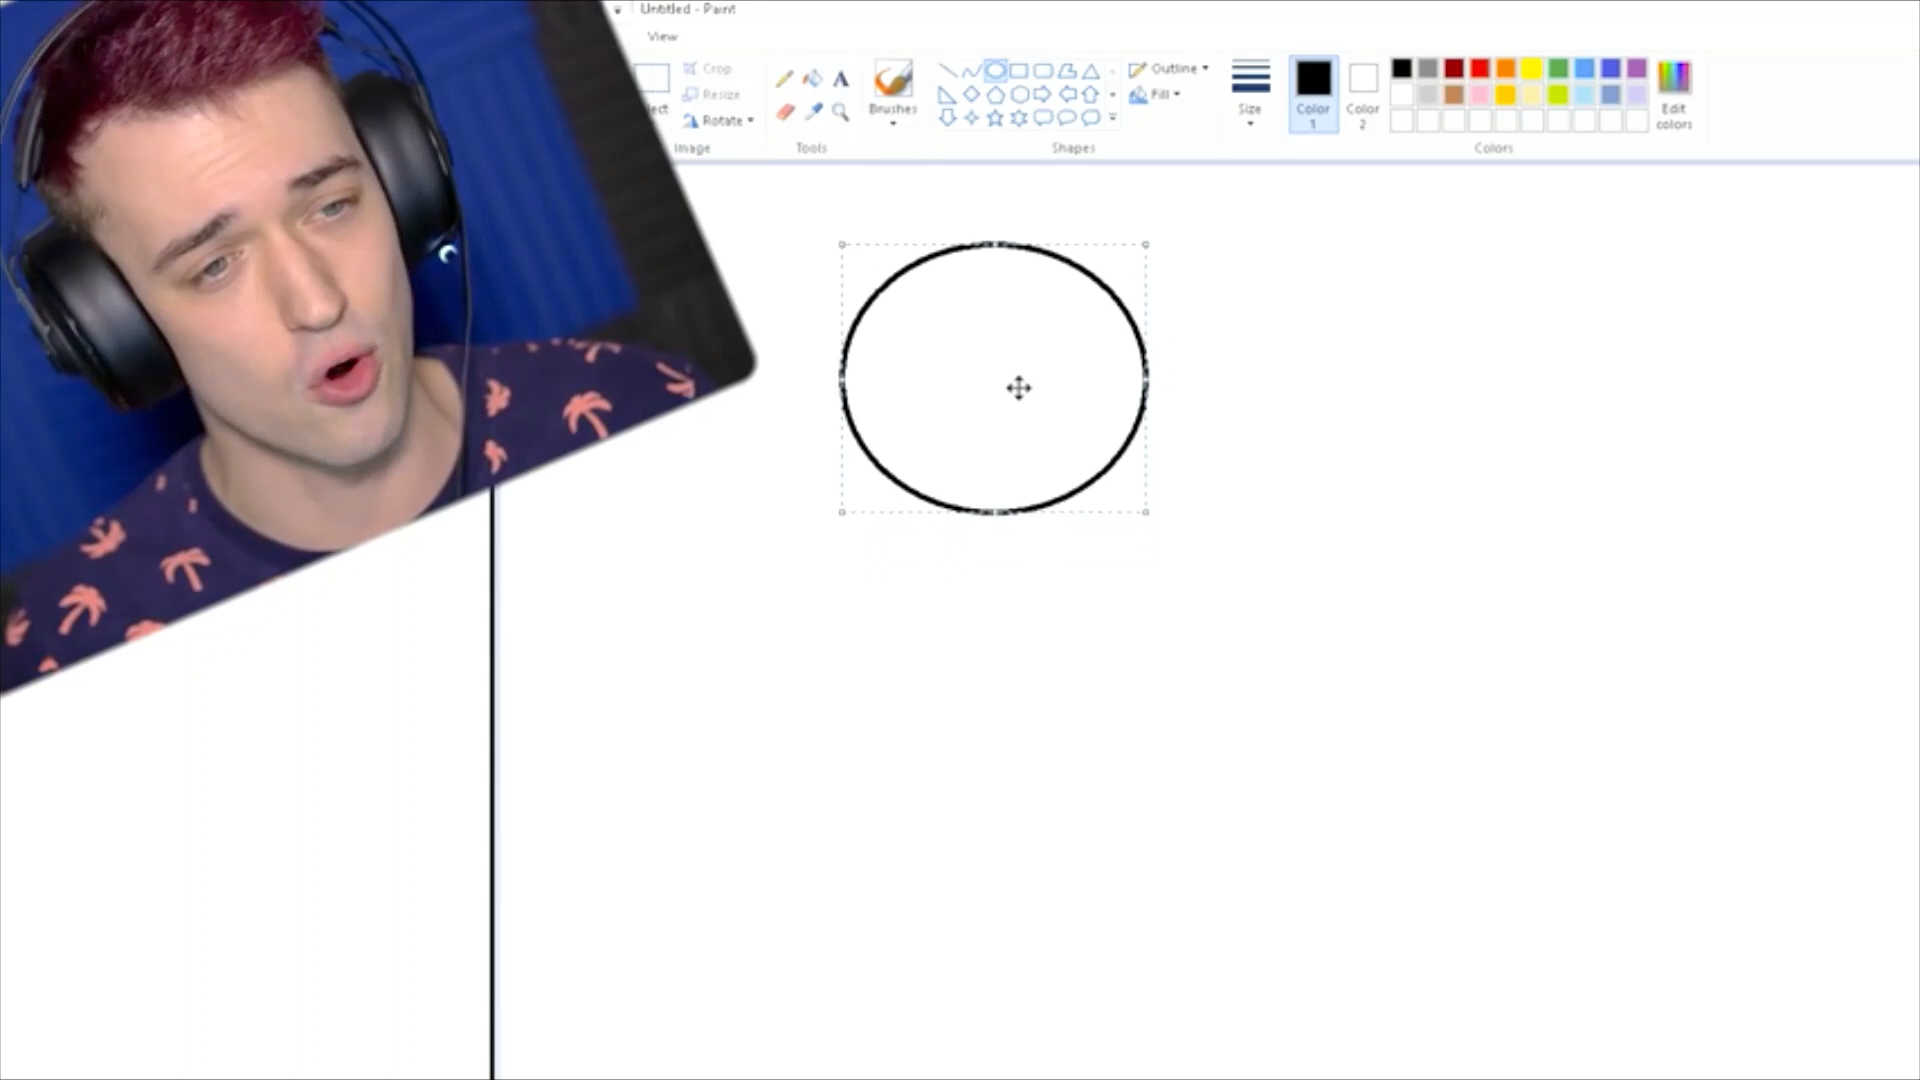 Untitled - Paint
View
Crop
Resize
Rotate
Image
A
Tools
Brushes
Shapes
Outline
Fill
Size
Color
1
Color
2
Edit
colors
Colors